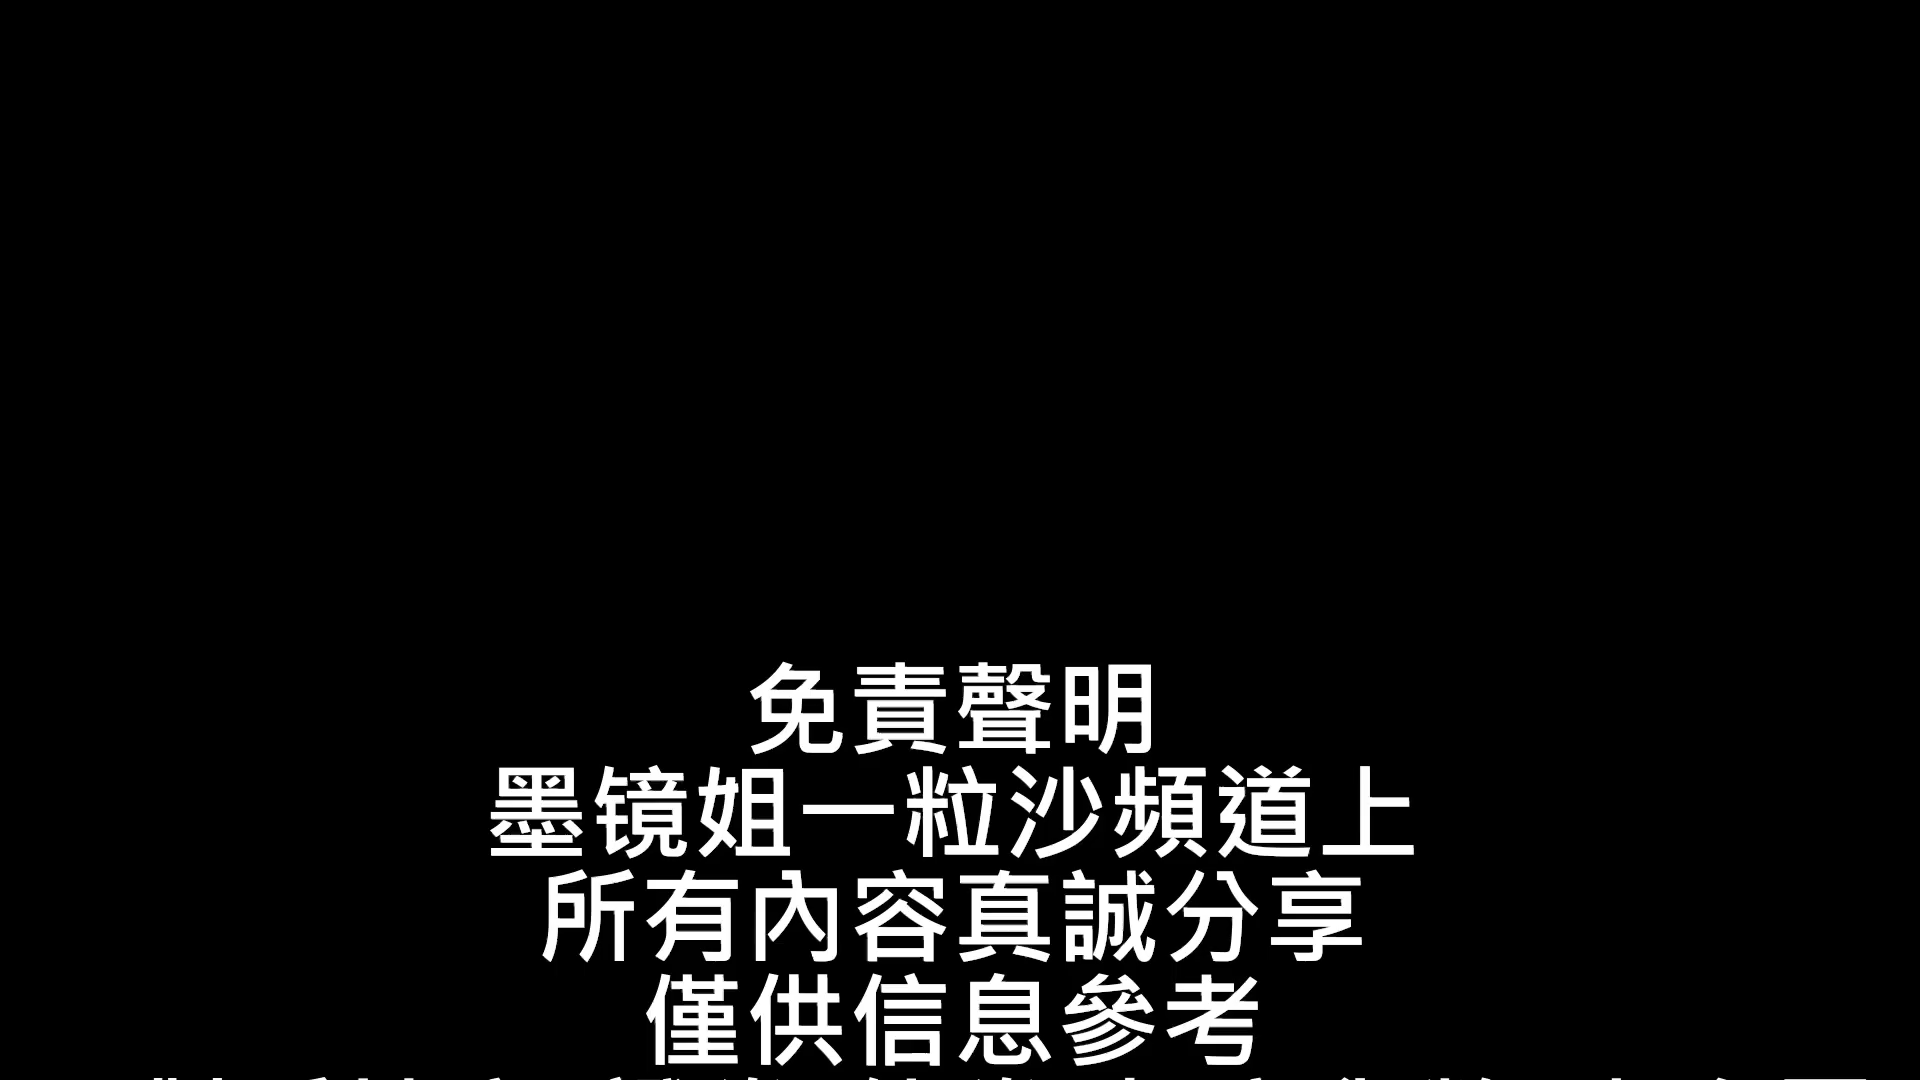 免責聲明
墨镜姐一粒沙頻道上
所有內容真誠分享
僅供信息參考